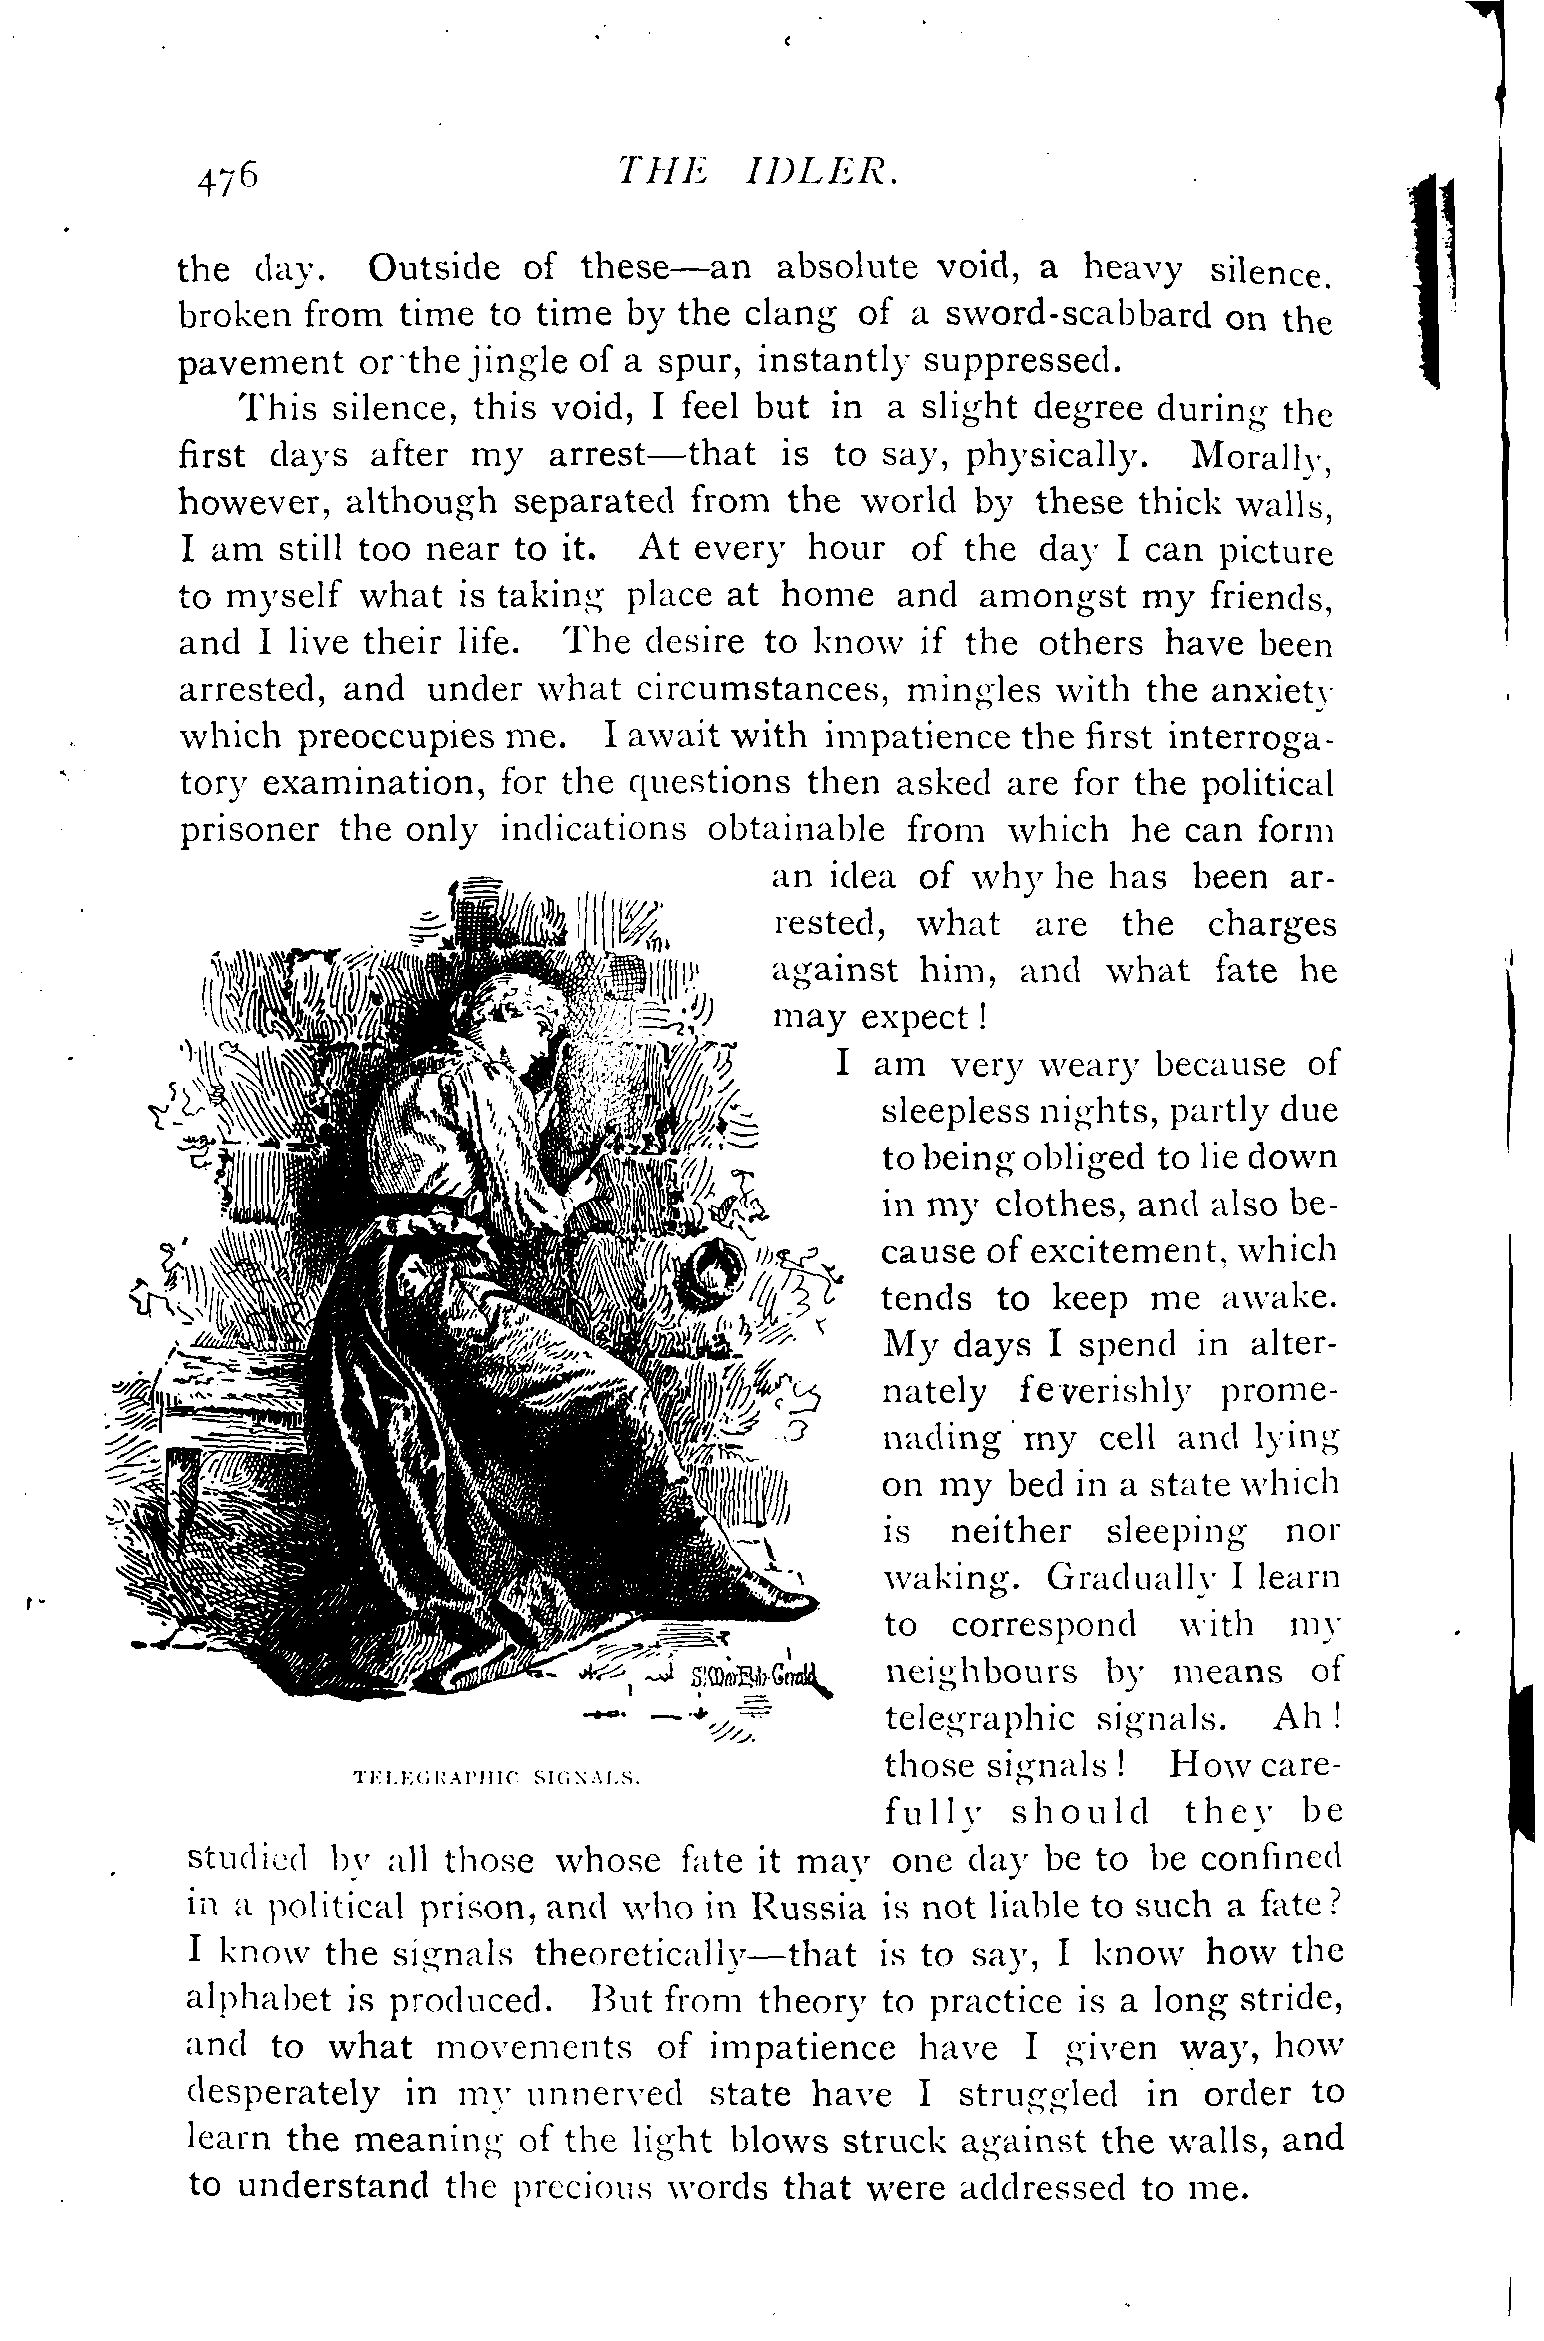 476 THE IDLER.
the day. Outside of these—an absolute void, a heavy silence.
broken from time to time by the clang of a sword-scabbard on the
pavement or the jingle of a spur, instantly suppressed.
This silence, this void, I feel but in a slight degree during the
first days after my arrest—that is to say, physically. Morally,
however, although separated from the world by these thick walls,
I am still too near to it. At every hour of the day I can picture
to myself what is taking place at home and amongst my friends,
and I live their life. The desire to know if the others have been
arrested, and under what circumstances, mingles with the anxiety
which preoccupies me. I await with impatience the first interroga-
tory examination, for the questions then asked are for the political
prisoner the only indications obtainable from which he can form
an idea of why he has been ar-
rested, what are the charges
against him, and what fate he
may expect!
I am very weary because of
sleepless nights, partly due
to being obliged to lie down
in my clothes, and also be-
cause of excitement, which
tends to keep me awake.
My days I spend in alter-
nately feverishly prome-
nading my cell and lying
on my bed in a state which
is neither sleeping nor
waking. Gradually I learn
to correspond with my
neighbours by means of
telegraphic signals. Ah!
those signals! How care-
fully should they be
TELEGRAPHIC SIGNALS.
studied by all those whose fate it may one day be to be confined
in a political prison, and who in Russia is not liable to such a fate?
I know the signals theoretically—that is to say, I know how the
alphabet is produced. But from theory to practice is a long stride,
and to what movements of impatience have I given way, how
desperately in my unnerved state have I struggled in order to
learn the meaning of the light blows struck against the walls, and
to understand the precious words that were addressed to me.